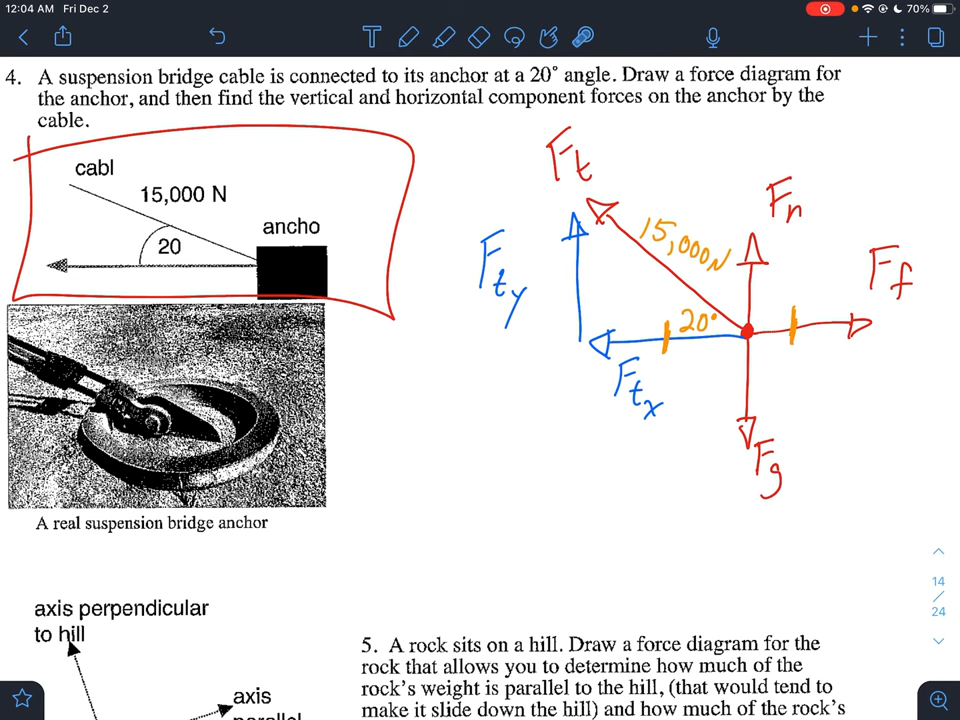 12:04 AM Fri Dec 2
70%
4. A suspension bridge cable is connected to its anchor at a 20° angle. Draw a force diagram for
the anchor, and then find the vertical and horizontal component forces on the anchor by the
cable.
cabl
15,000 N
20
ancho
Ft
15,000N
Fn
Ff
Fty
20°
Ftx
Fg
A real suspension bridge anchor
14
/
24
axis perpendicular
to hill
axis
parallel
5. A rock sits on a hill. Draw a force diagram for the
rock that allows you to determine how much of the
rock's weight is parallel to the hill, (that would tend to
make it slide down the hill) and how much of the rock's